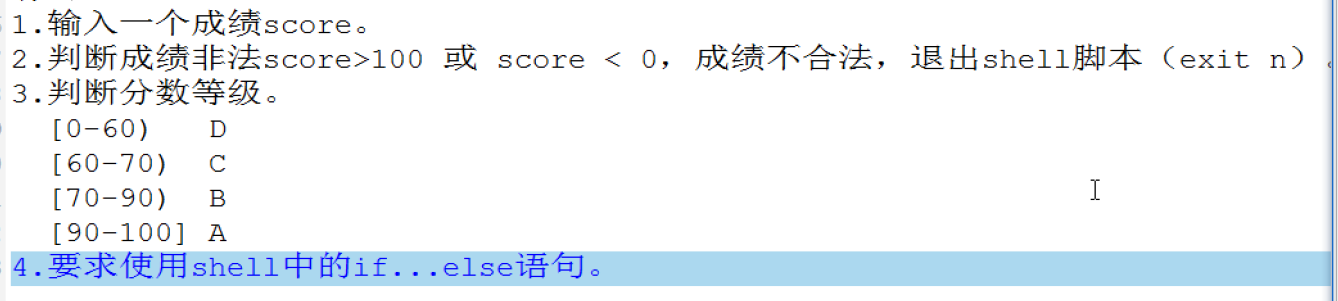 1.输入一个成绩score。
2.判断成绩非法score>100 或 score < 0，成绩不合法，退出shell脚本（exit n）。
3.判断分数等级。
[0-60) D
[60-70) C
[70-90) B
[90-100] A
4.要求使用shell中的if...else语句。